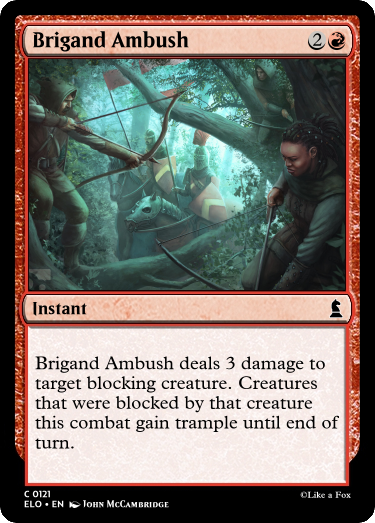 Brigand Ambush 2
Instant
Brigand Ambush deals 3 damage to
target blocking creature. Creatures
that were blocked by that creature
this combat gain trample until end of
turn.
C 0121
ELO • EN John McCambridge
©Like a Fox